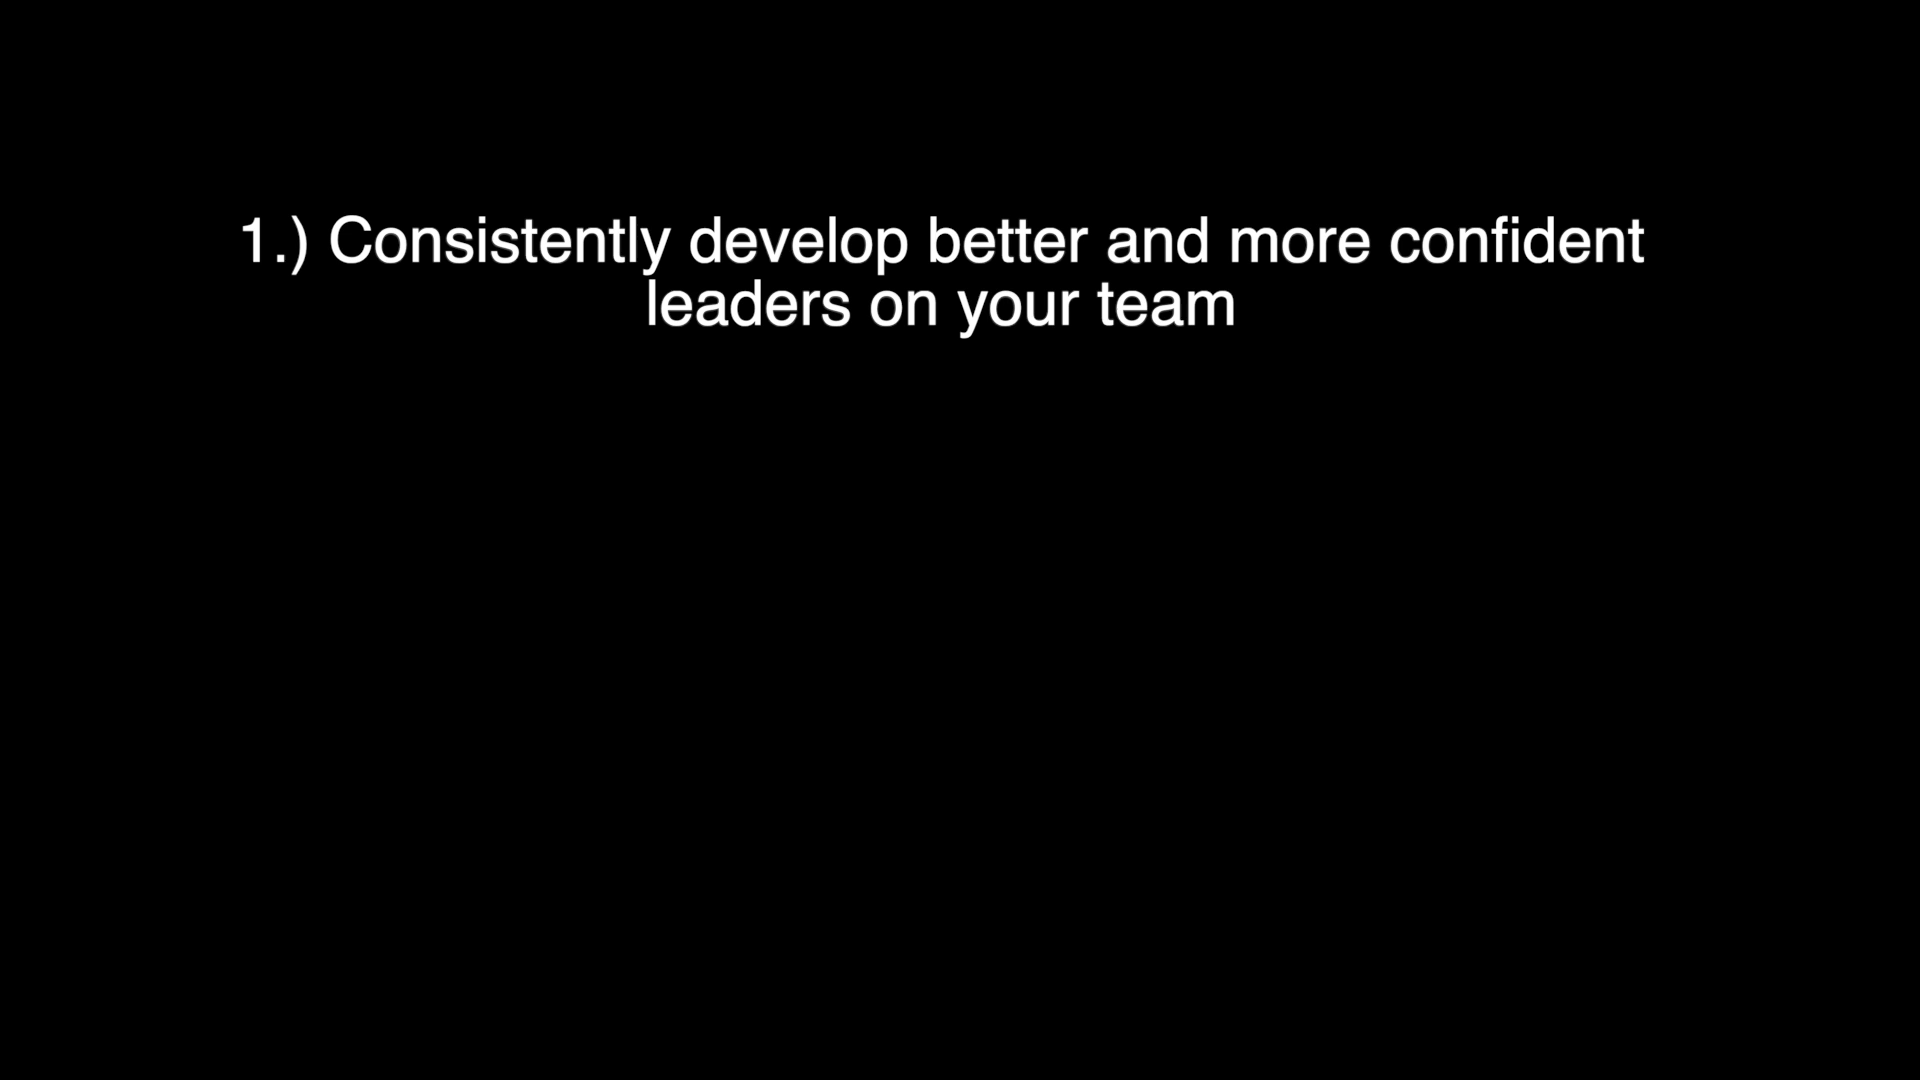 1.) Consistently develop better and more confident
leaders on your team